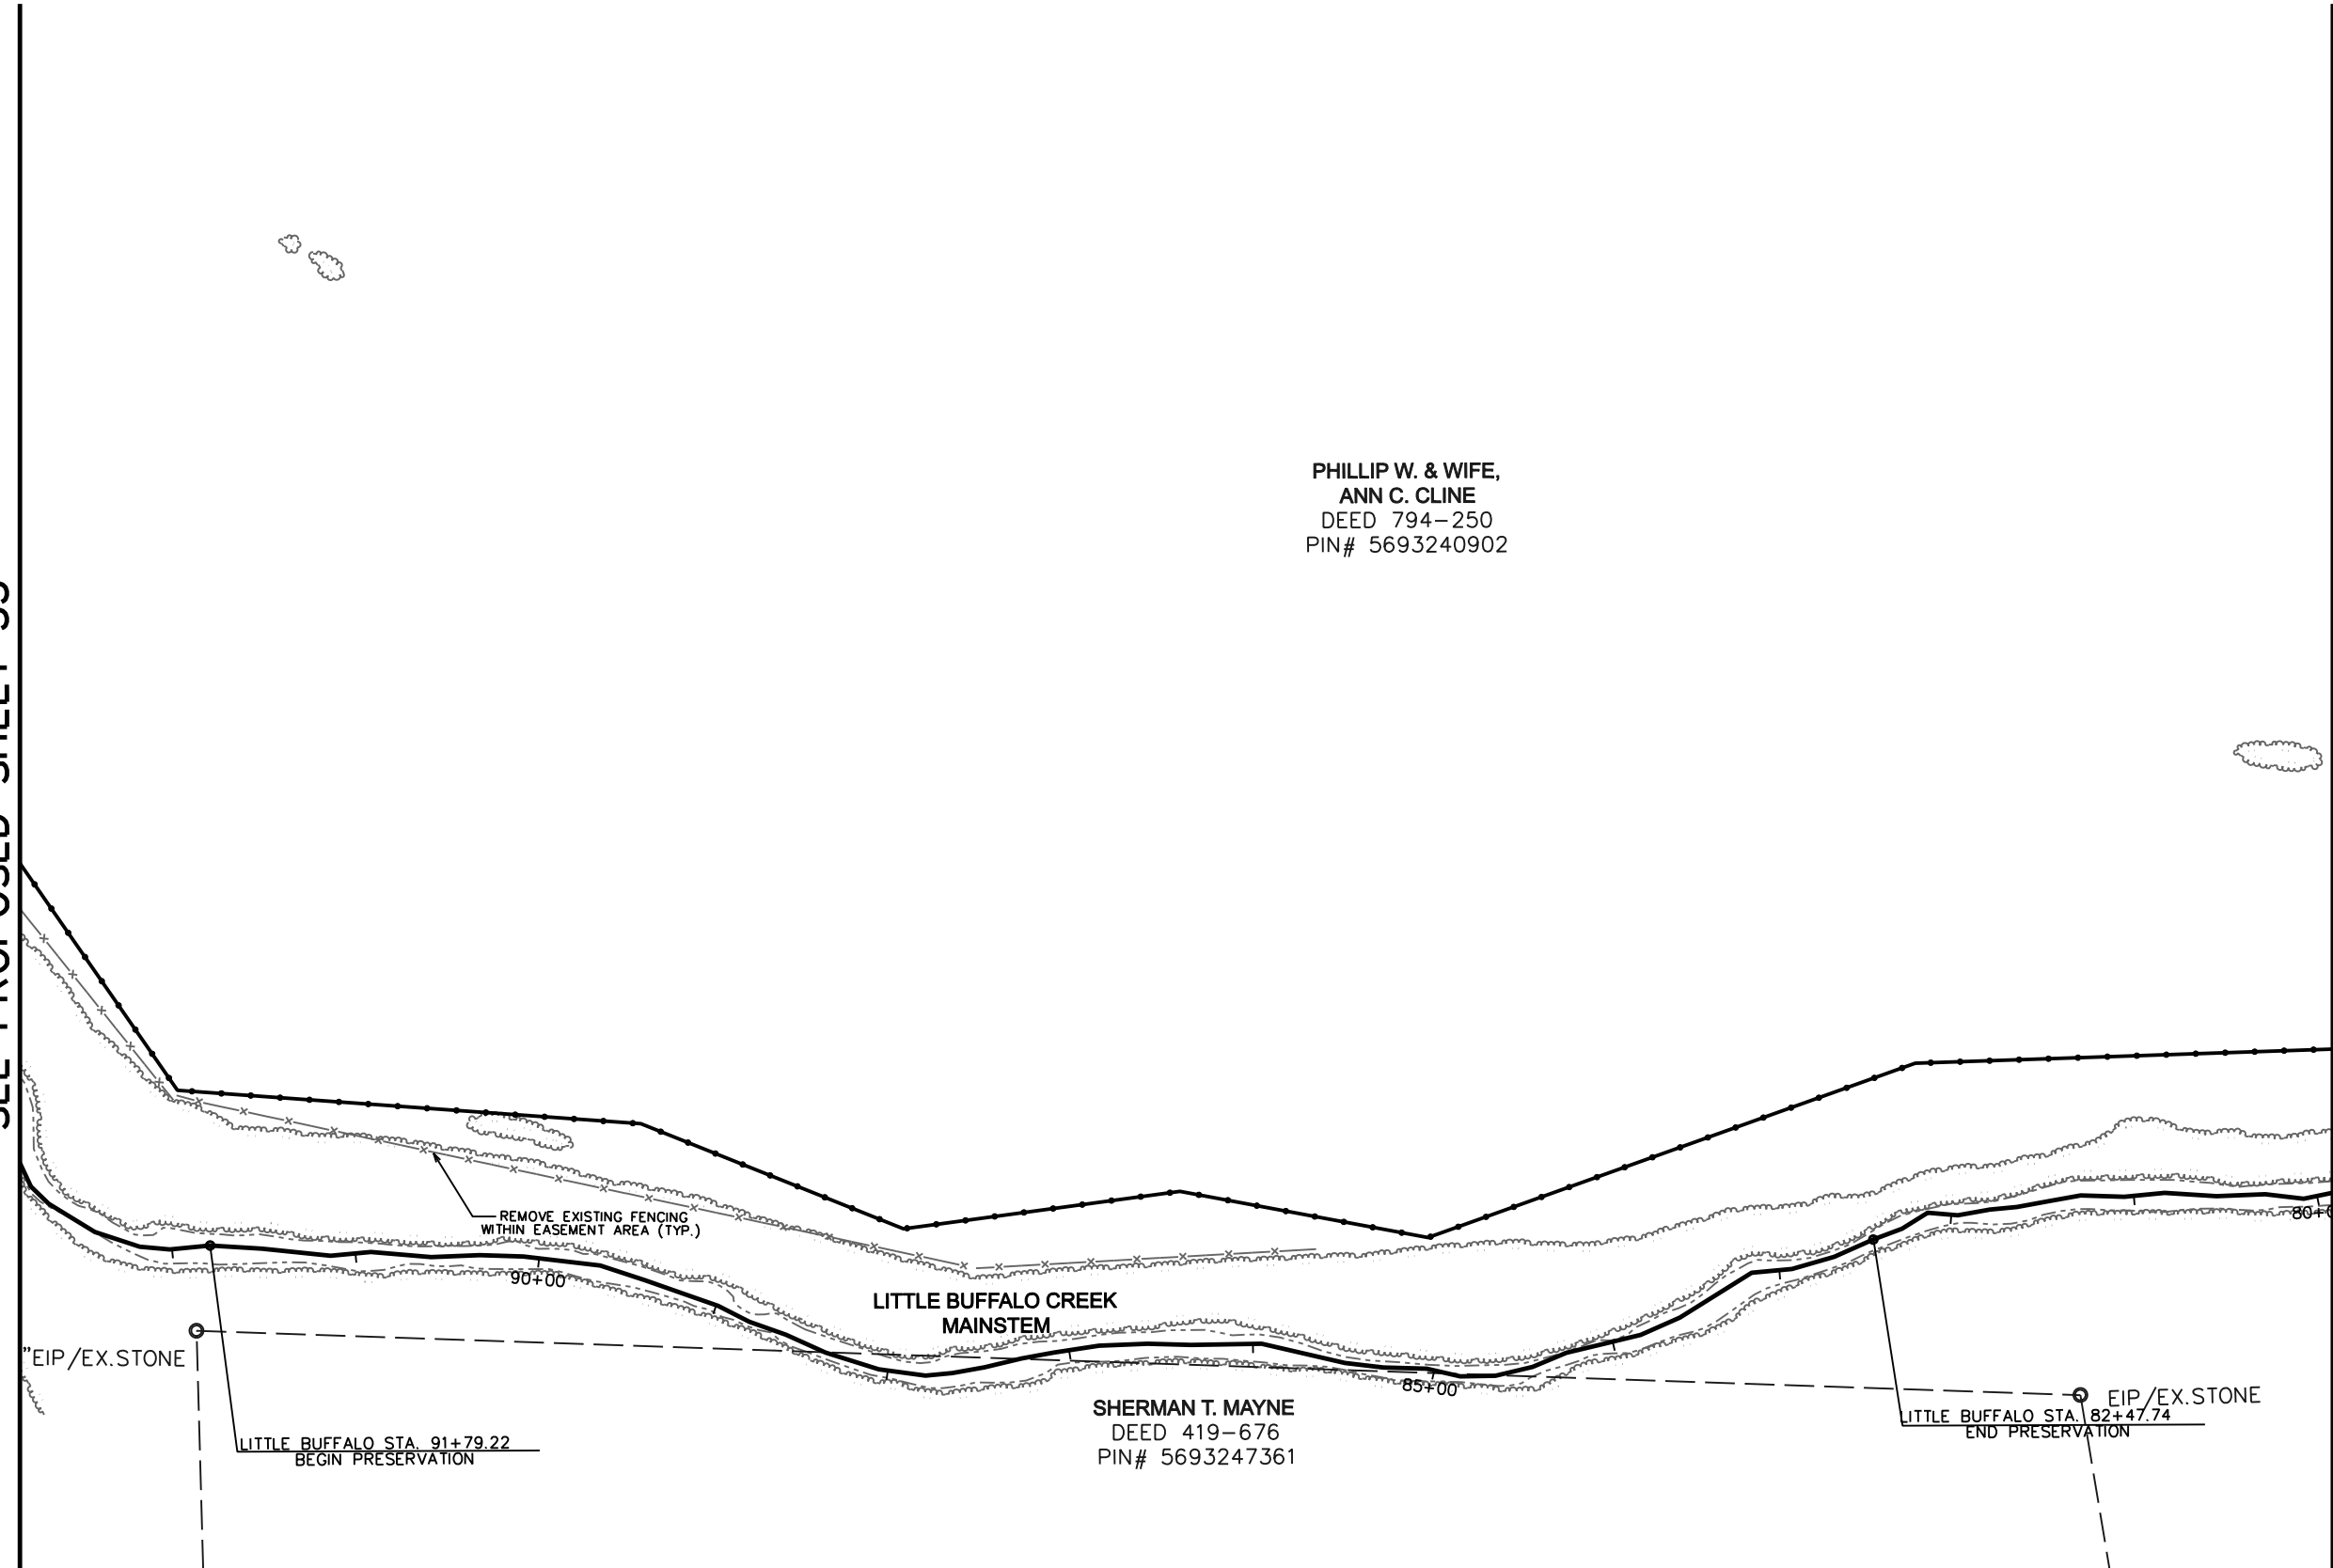 PHILLIP W. & WIFE,
ANN C. CLINE
DEED 794-250
PIN# 5693240902
REMOVE EXISTING FENCING
WITHIN EASEMENT AREA (TYP.)
90+00
LITTLE BUFFALO CREEK
MAINSTEM
85+00
"EIP/EX.STONE
SHERMAN T. MAYNE
DEED 419-676
PIN# 5693247361
EIP/EX.STONE
LITTLE BUFFALO STA. 82+47.74
END PRESERVATION
LITTLE BUFFALO STA. 91+79.22
BEGIN PRESERVATION